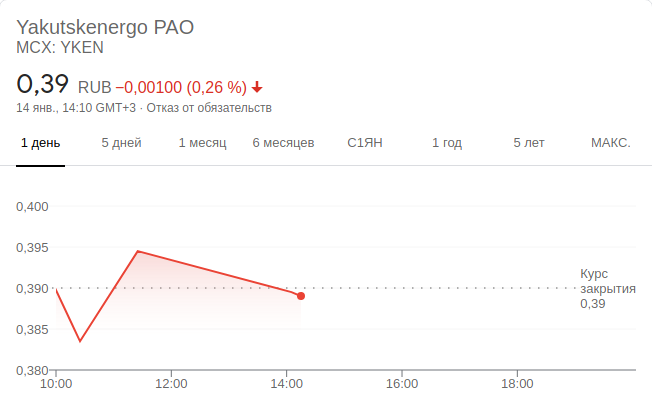 Yakutskenergo PAO
MCX: YKEN
0,39 RUB −0,00100 (0,26 %)
14 янв., 14:10 GMT+3 · Отказ от обязательств
1 день 5 дней 1 месяц 6 месяцев С1ЯН 1 год 5 лет МАКС.
0,400
0,395
0,390
0,385
0,380
Курс
закрытия
0,39
10:00 12:00 14:00 16:00 18:00